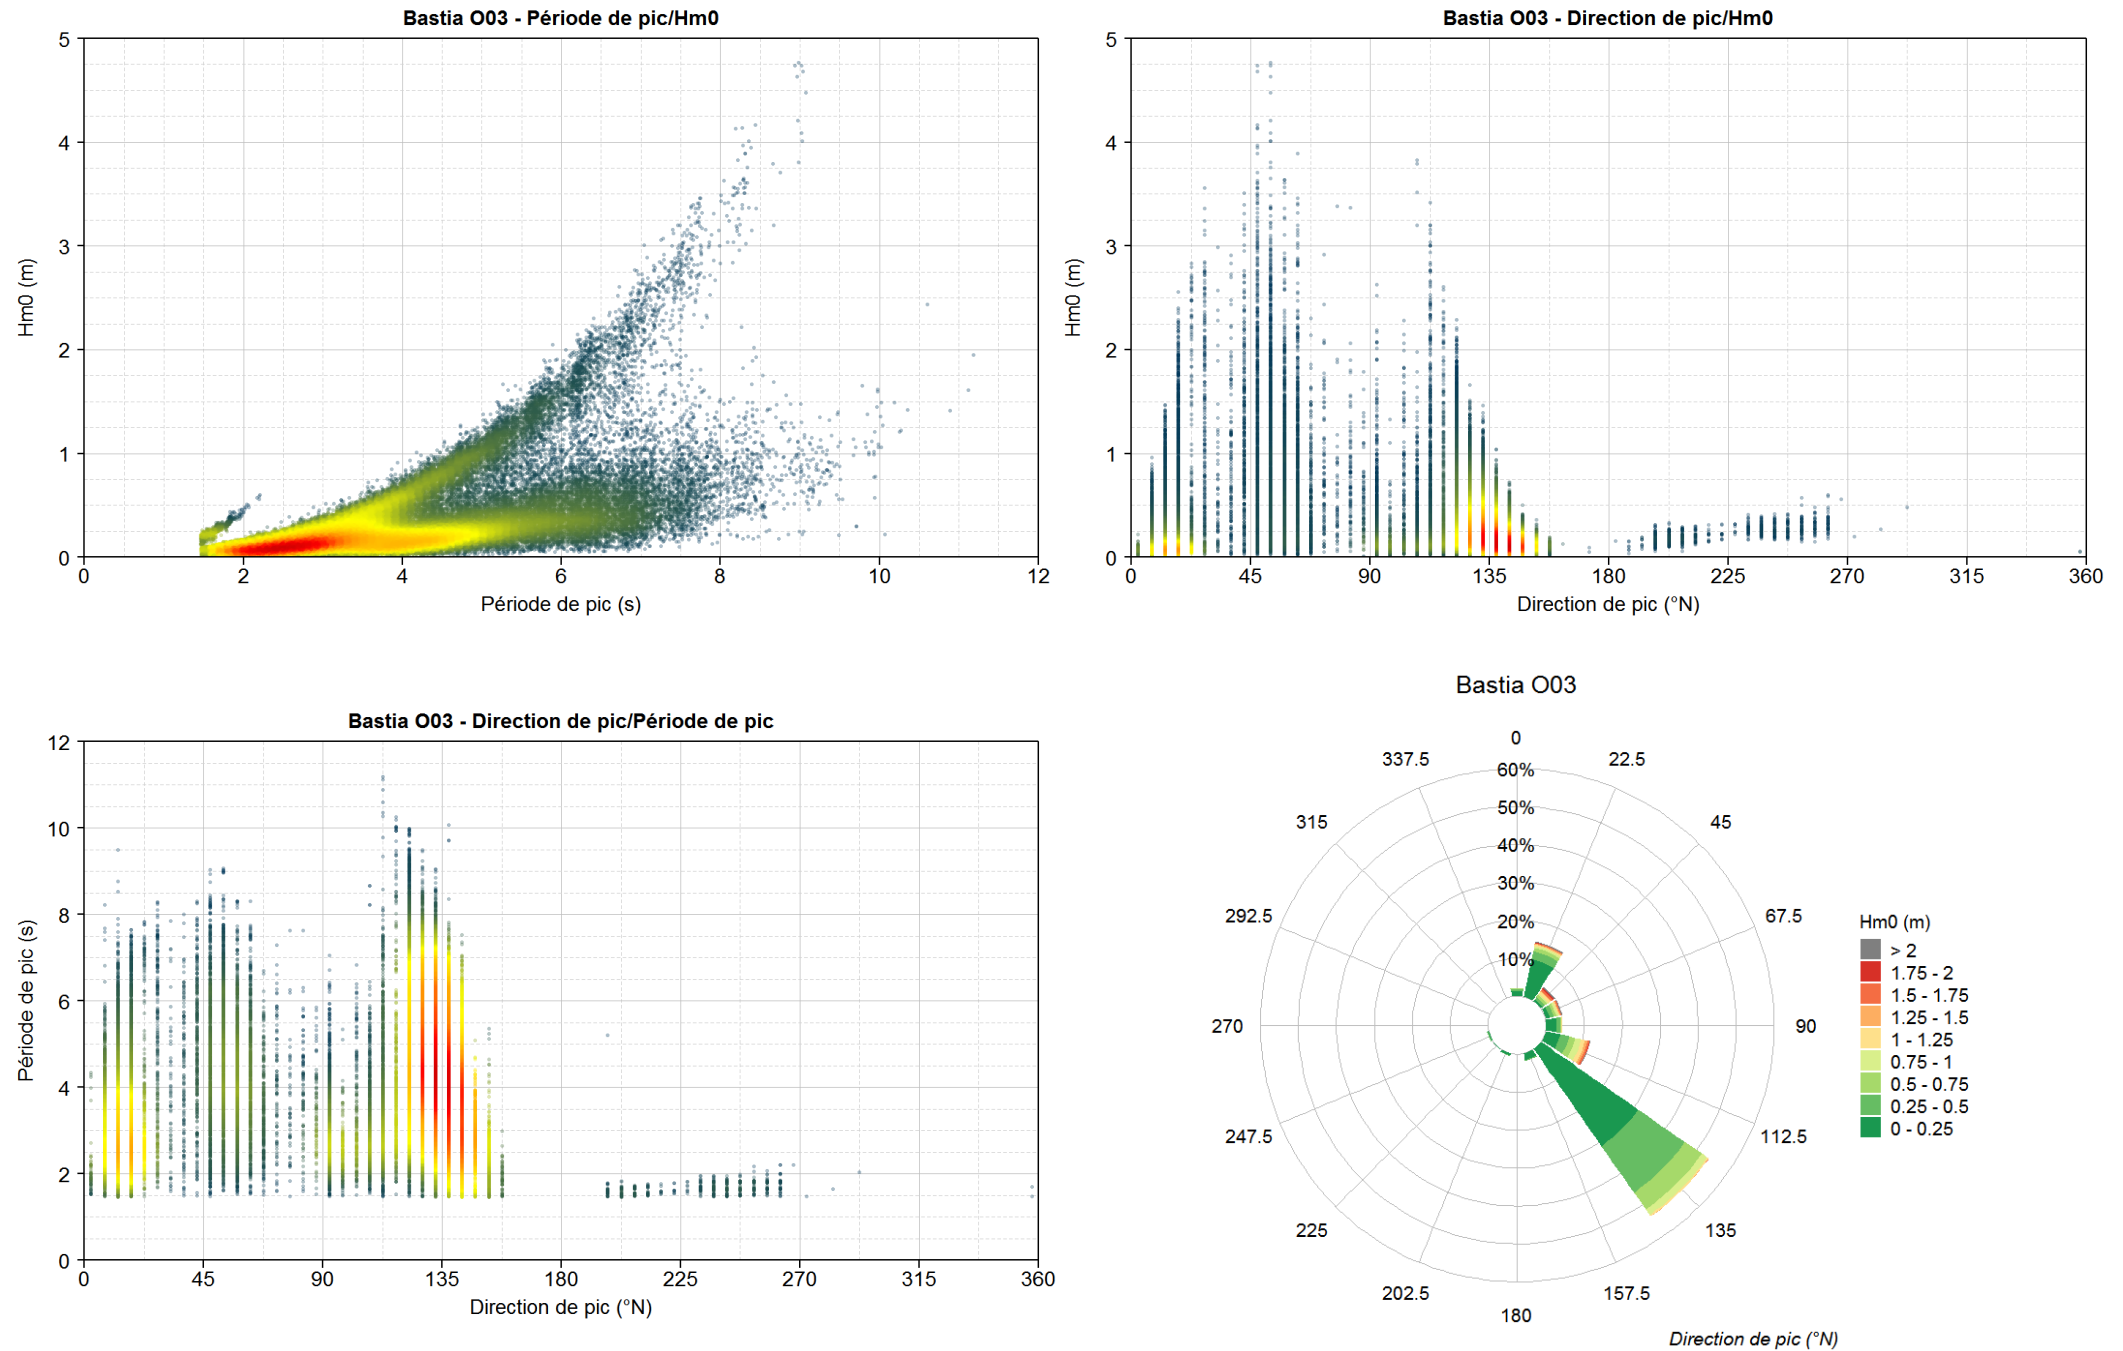 Bastia O03 - Période de pic/Hm0
5
4
3
2
1
0
Hm0 (m)
0 2 4 6 8 10 12
Période de pic (s)
Bastia O03 - Direction de pic/Hm0
5
4
3
2
1
0
Hm0 (m)
0 45 90 135 180 225 270 315 360
Direction de pic (°N)
Bastia O03 - Direction de pic/Période de pic
12
10
8
6
4
2
0
Période de pic (s)
0 45 90 135 180 225 270 315 360
Direction de pic (°N)
Bastia O03
0
22.5
45
67.5
90
112.5
135
157.5
180
202.5
225
247.5
270
292.5
315
337.5
60%
50%
40%
30%
20%
10%
Hm0 (m)
> 2
1.75 - 2
1.5 - 1.75
1.25 - 1.5
1 - 1.25
0.75 - 1
0.5 - 0.75
0.25 - 0.5
0 - 0.25
Direction de pic (°N)